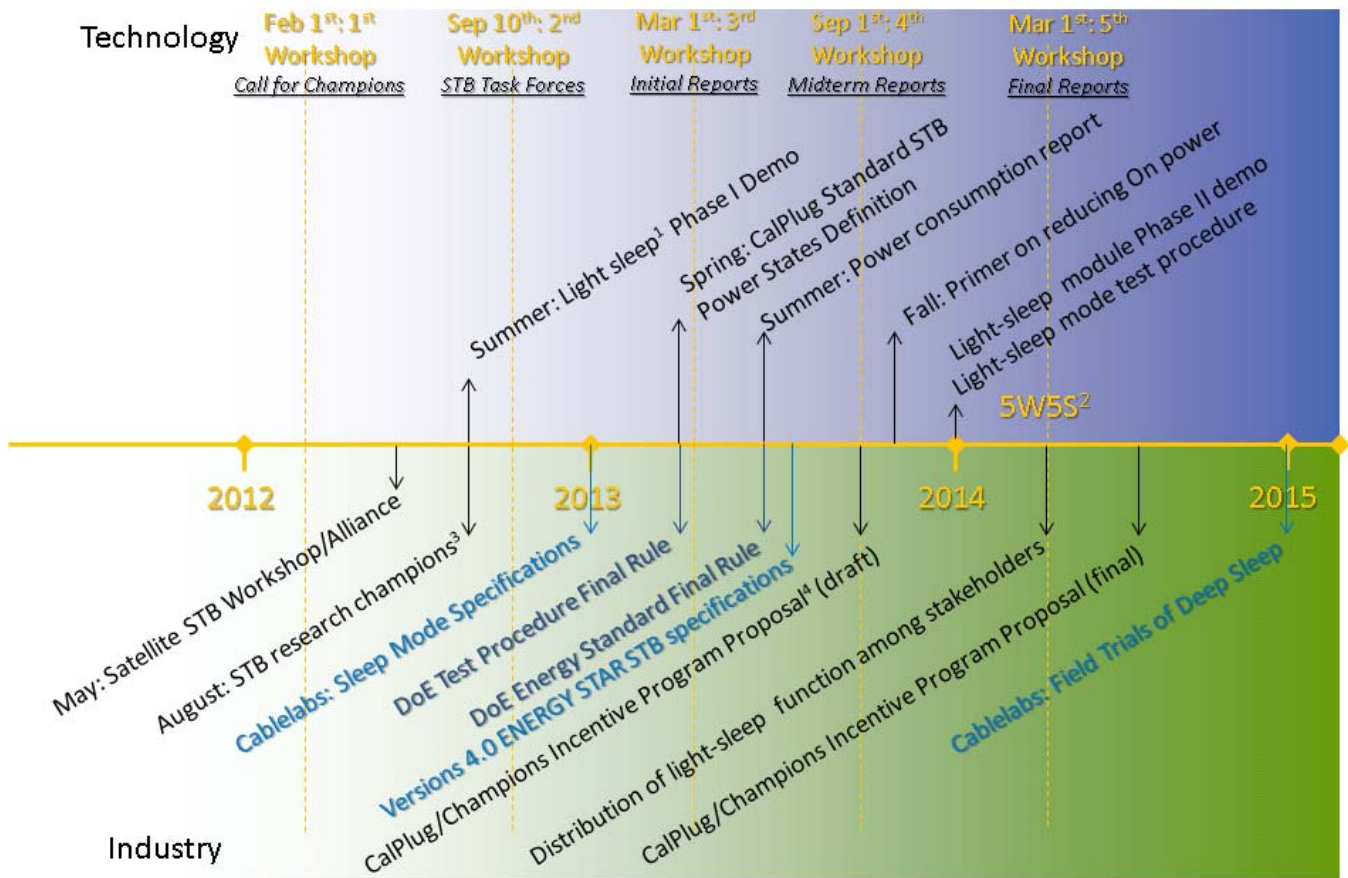 Technology
Feb 1st: 1st
Workshop
Call for Champions
Sep 10th: 2nd
Workshop
STB Task Forces
Mar 1st: 3rd
Workshop
Initial Reports
Sep 1st: 4th
Workshop
Midterm Reports
Mar 1st: 5th
Workshop
Final Reports
Summer: Light sleep1 Phase I Demo
Spring: CalPlug Standard STB
Power States Definition
Summer: Power consumption report
Fall: Primer on reducing On power
Light-sleep module Phase II demo
Light-sleep mode test procedure
5W5S2
2012
2013
2014
2015
May: Satellite STB Workshop/Alliance
August: STB research champions3
Cablelabs: Sleep Mode Specifications
DoE Test Procedure Final Rule
DoE Energy Standard Final Rule
Versions 4.0 ENERGY STAR STB specifications
CalPlug/Champions Incentive Program Proposal4 (draft)
Distribution of light-sleep function among stakeholders
CalPlug/Champions Incentive Program Proposal (final)
Cablelabs: Field Trials of Deep Sleep
Industry